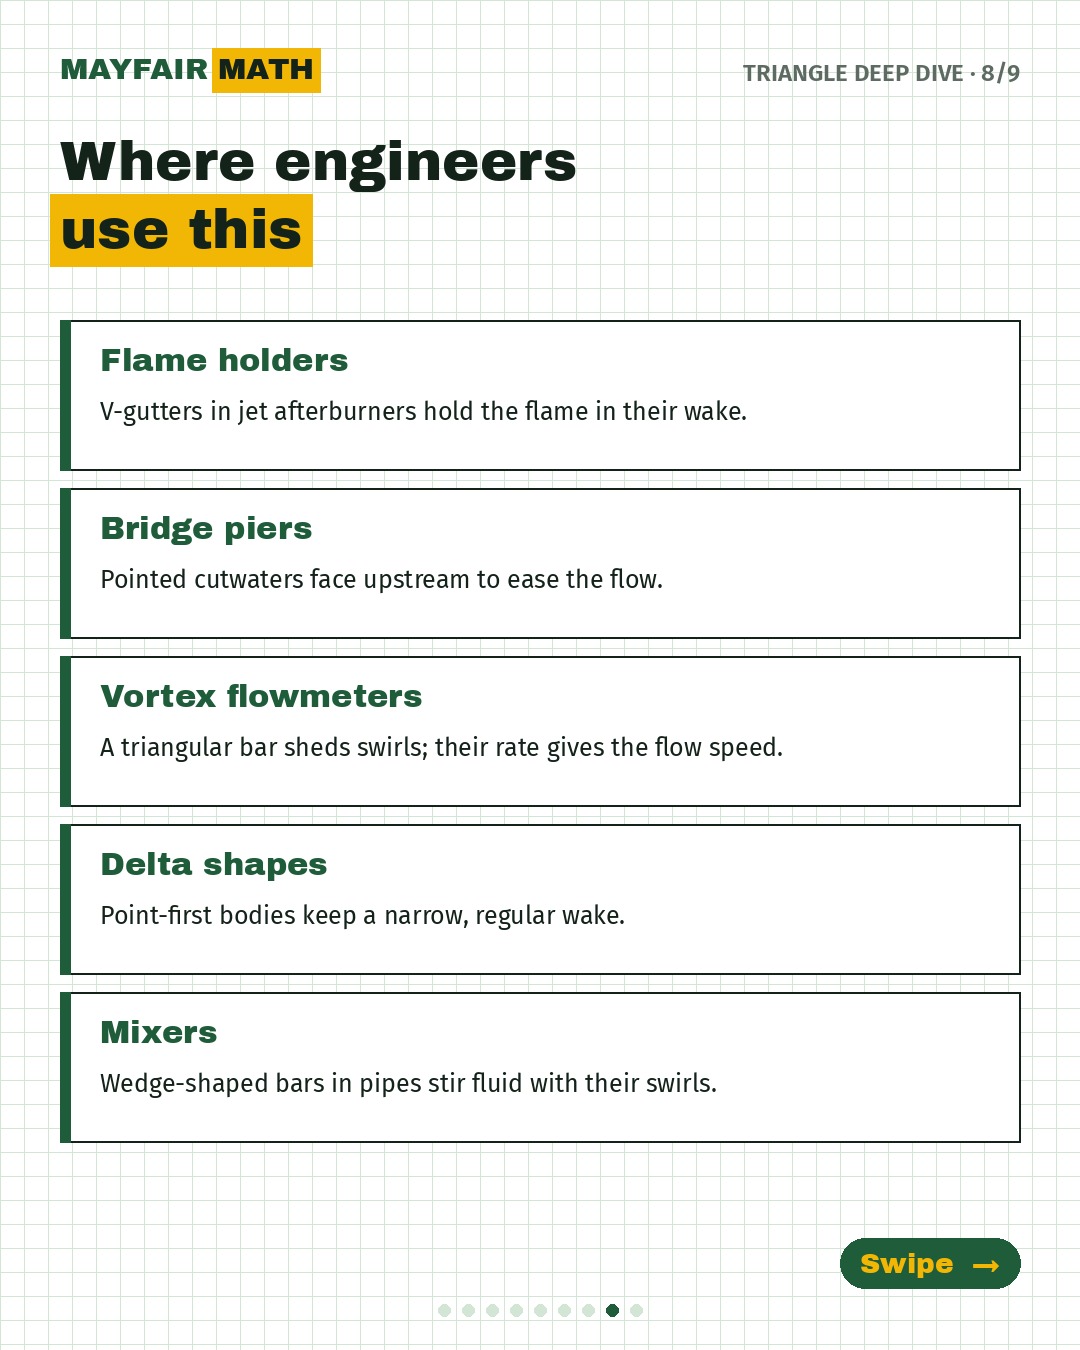 MAYFAIR MATH
TRIANGLE DEEP DIVE · 8/9
Where engineers
use this
Flame holders
V-gutters in jet afterburners hold the flame in their wake.
Bridge piers
Pointed cutwaters face upstream to ease the flow.
Vortex flowmeters
A triangular bar sheds swirls; their rate gives the flow speed.
Delta shapes
Point-first bodies keep a narrow, regular wake.
Mixers
Wedge-shaped bars in pipes stir fluid with their swirls.
Swipe →